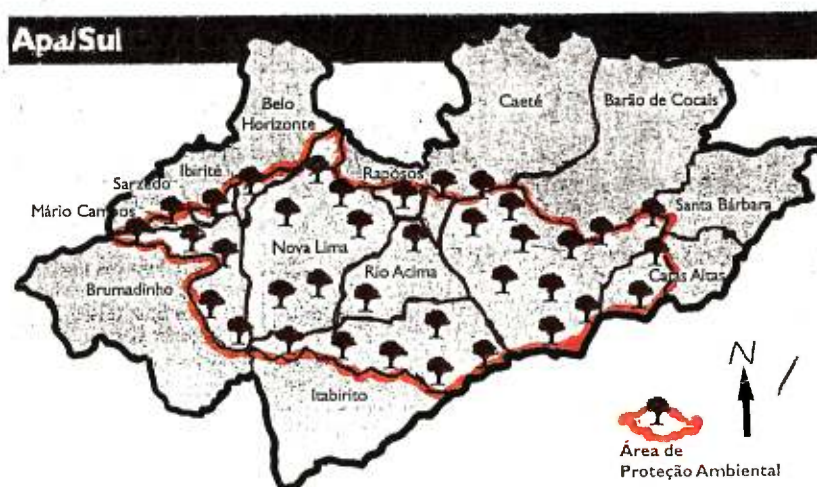 Apa/Sul
Belo
Horizonte
Caeté
Barão de Cocais
Ibirité
Raposos
Sarzedo
Mário Campos
Santa Bárbara
Nova Lima
Rio Acima
Catas Altas
Brumadinho
Itabirito
N
Área de
Proteção Ambiental